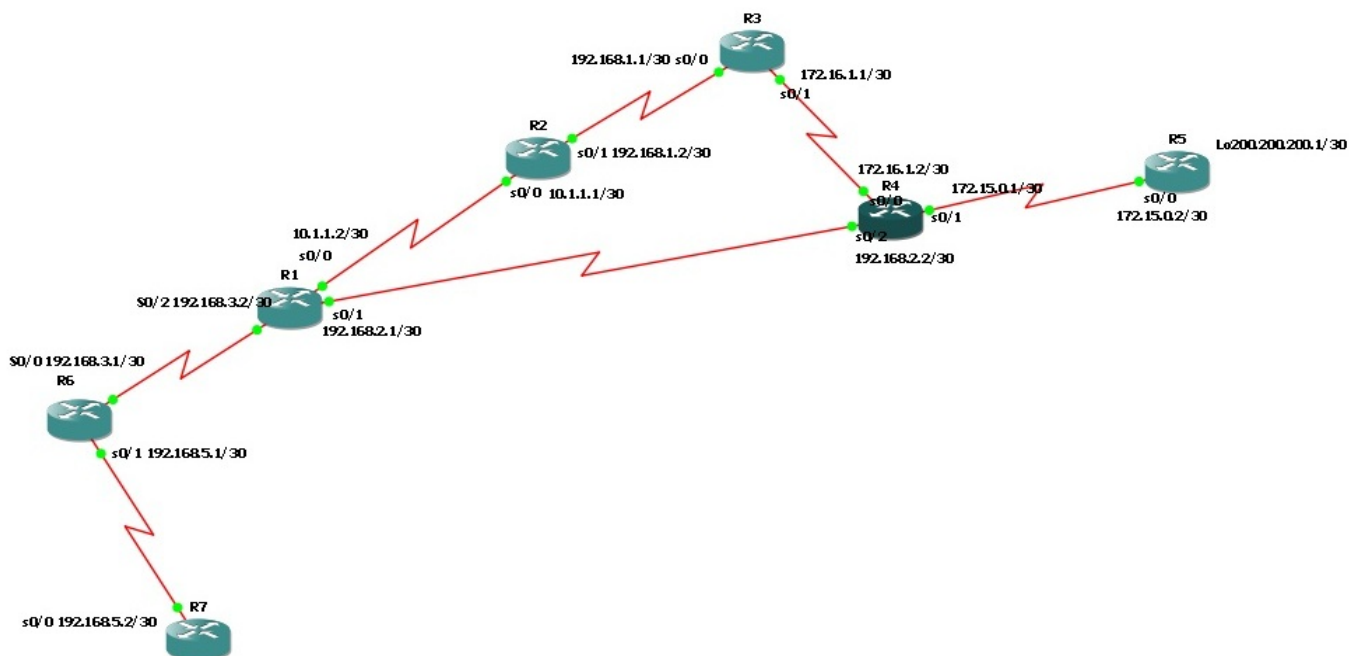 R3
192.168.1.1/30 s0/0
172.16.1.1/30
s0/1
R2
s0/1 192.168.1.2/30
s0/0 10.1.1.1/30
R5
Lo200.200.200.1/30
172.16.1.2/30
R4
s0/0
172.15.0.1/30
s0/1
s0/0
172.15.0.2/30
s0/2
192.168.2.2/30
10.1.1.2/30
s0/0
R1
S0/2 192.168.3.2/30
s0/1
192.168.2.1/30
S0/0 192.168.3.1/30
R6
s0/1 192.168.5.1/30
R7
s0/0 192.168.5.2/30